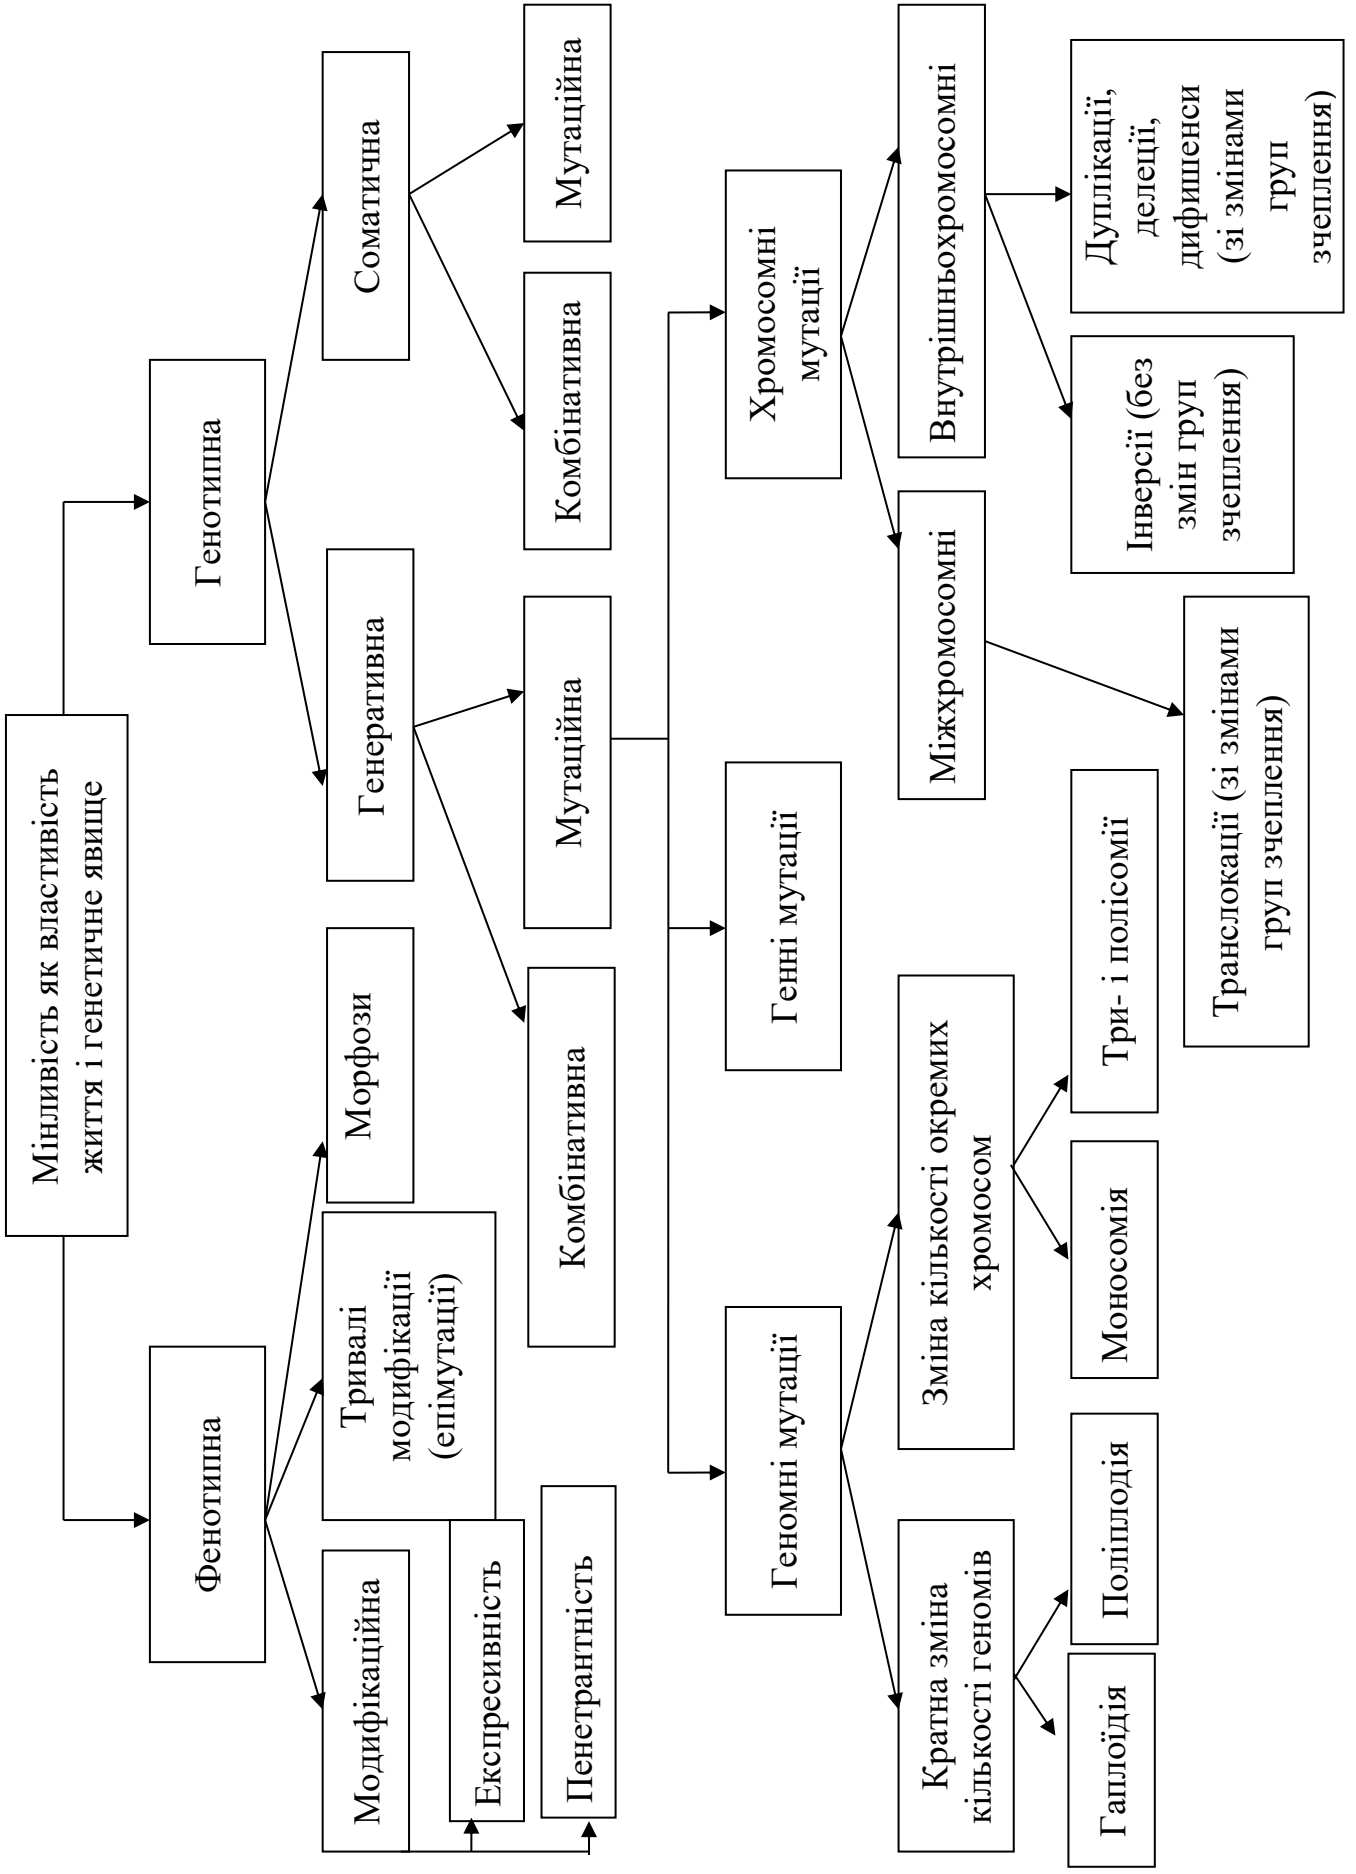 Мінливість як властивість
життя і генетичне явище
Фенотипна
Генотипна
Модифікаційна
Тривалі
модифікації
(епімутації)
Морфози
Генеративна
Соматична
Експресивність
Пенетрантність
Комбінативна
Мутаційна
Комбінативна
Мутаційна
Геномні мутації
Генні мутації
Хромосомні
мутації
Кратна зміна
кількості геномів
Зміна кількості окремих
хромосом
Міжхромосомні
Внутрішньохромосомні
Гаплоїдія
Поліплодія
Моносомія
Три- і полісомії
Транслокації (зі змінами
груп зчеплення)
Інверсії (без
змін груп
зчеплення)
Дуплікації,
делеції,
дифишенси
(зі змінами
груп
зчеплення)